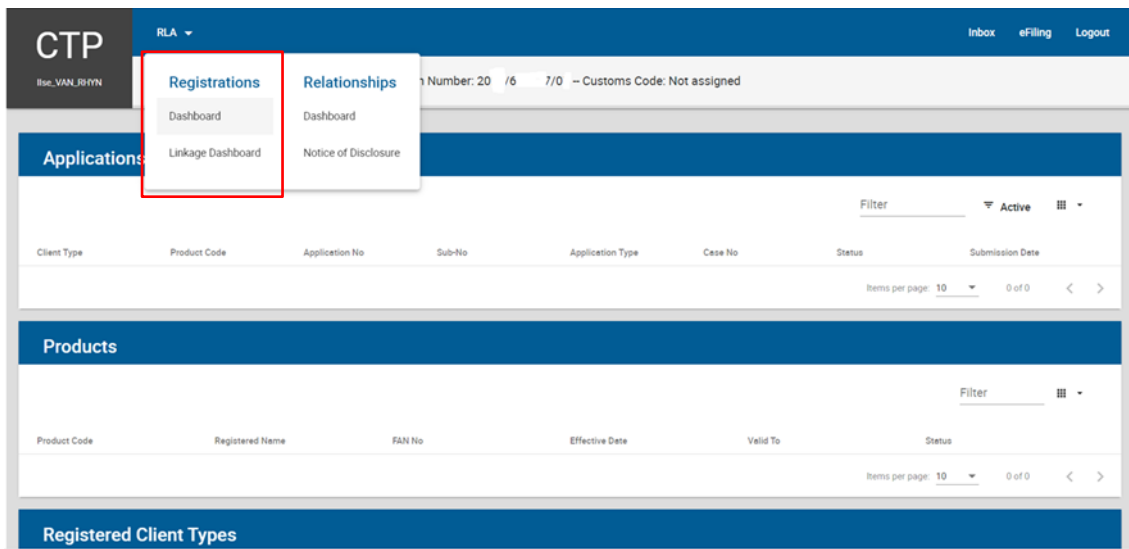 CTP
Ilse_VAN_RHYN
RLA
Inbox eFiling Logout
Registrations
Dashboard
Linkage Dashboard
Relationships
Dashboard
Notice of Disclosure
Number: 20 /6 7/0 -- Customs Code: Not assigned
Applications
Filter
Active
Client Type Product Code Application No Sub-No Application Type Case No Status Submission Date
Items per page: 10 0 of 0
Products
Filter
Product Code Registered Name FAN No Effective Date Valid To Status
Items per page: 10 0 of 0
Registered Client Types